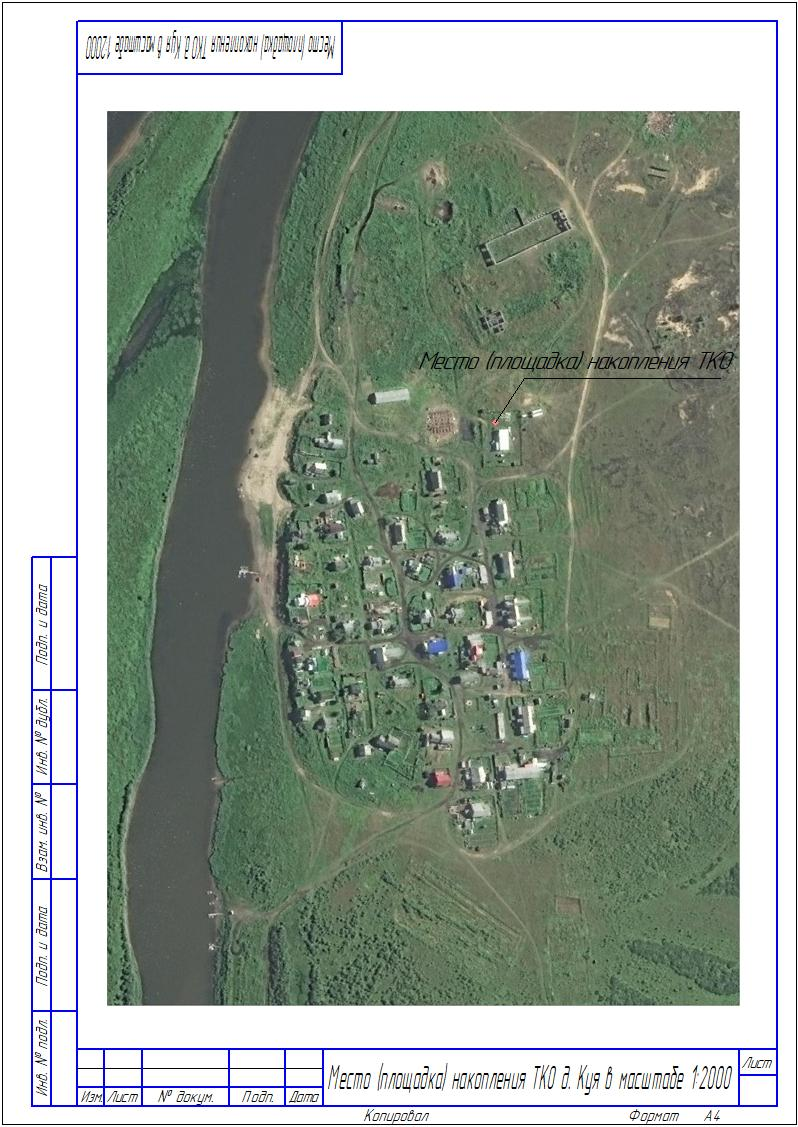 Место (площадка) накопления ТКО д. Куя в масштабе 1:2000
Место (площадка) накопления ТКО
Подп. и дата
Инв. № дубл.
Взам. инв. №
Подп. и дата
Инв. № подл.
Изм. Лист № докум. Подп. Дата
Место (площадка) накопления ТКО д. Куя в масштабе 1:2000
Лист
Копировал Формат А4